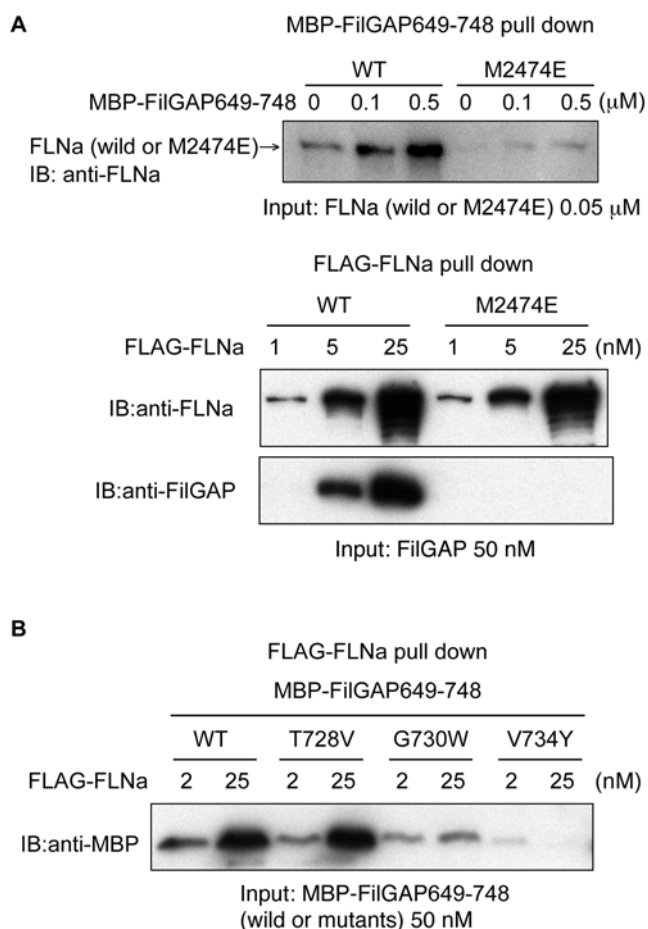 A
MBP-FilGAP649-748 pull down
WT M2474E
MBP-FilGAP649-748 0 0.1 0.5 0 0.1 0.5 (μM)
FLNa (wild or M2474E)→
IB: anti-FLNa
Input: FLNa (wild or M2474E) 0.05 μM
FLAG-FLNa pull down
WT M2474E
FLAG-FLNa 1 5 25 1 5 25 (nM)
IB:anti-FLNa
IB:anti-FilGAP
Input: FilGAP 50 nM
B
FLAG-FLNa pull down
MBP-FilGAP649-748
WT T728V G730W V734Y
FLAG-FLNa 2 25 2 25 2 25 2 25 (nM)
IB:anti-MBP
Input: MBP-FilGAP649-748
(wild or mutants) 50 nM